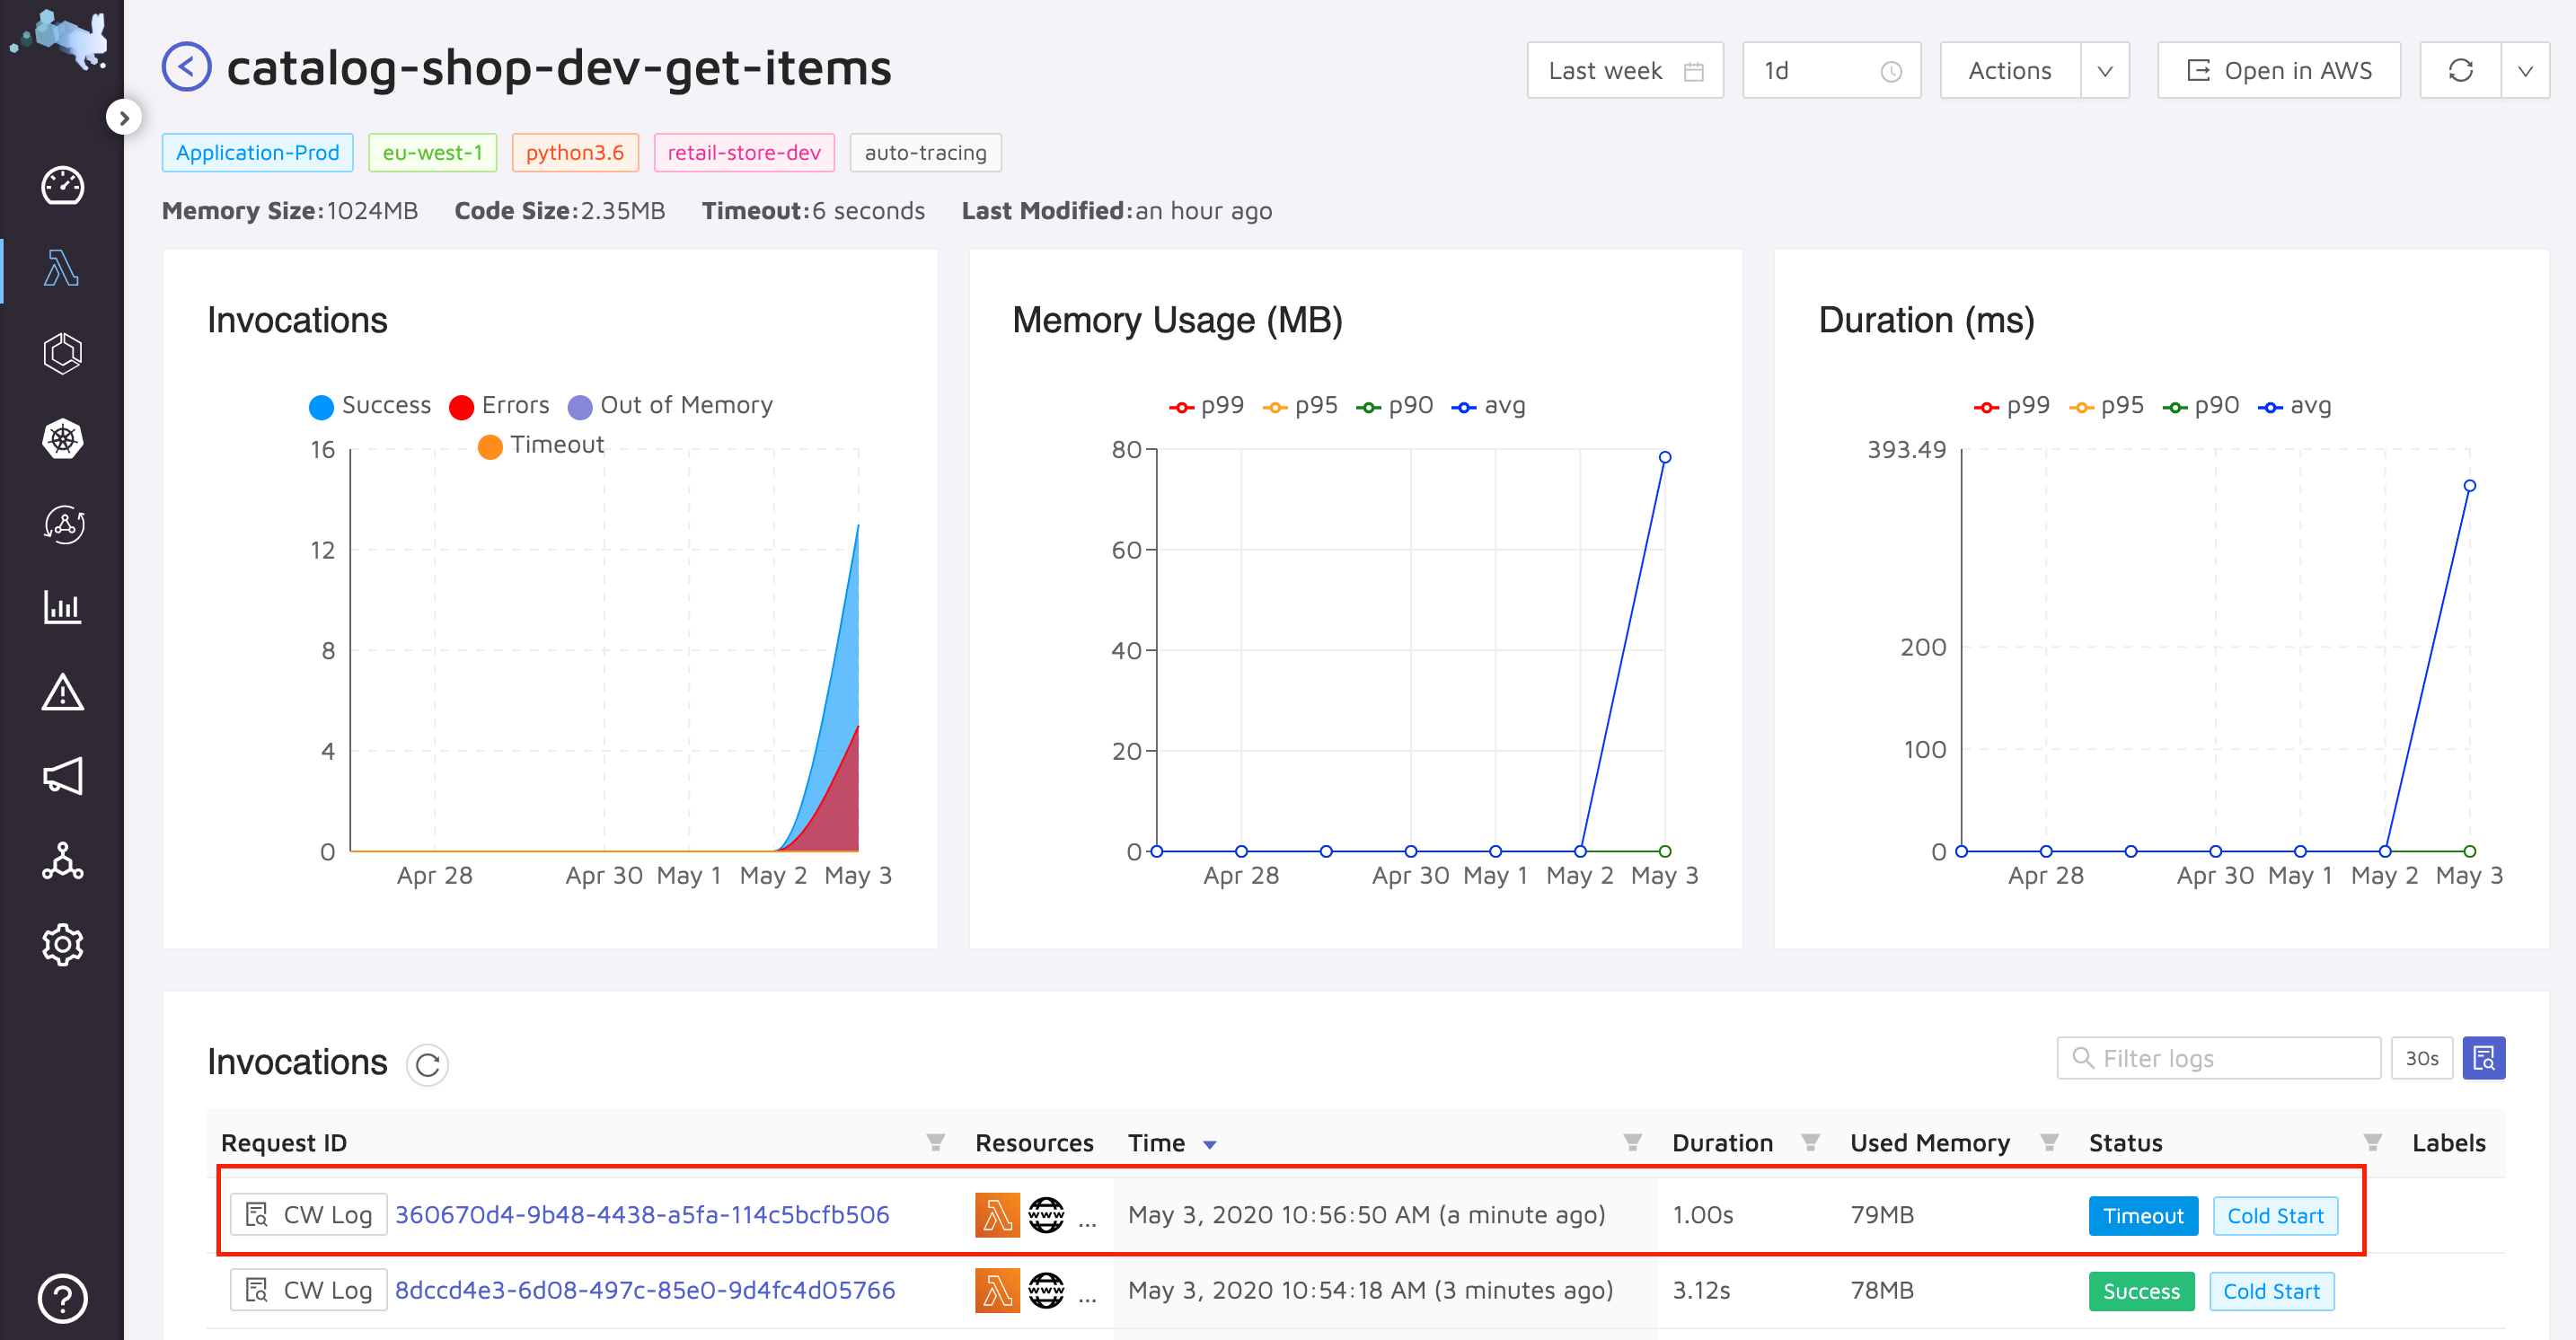 catalog-shop-dev-get-items
Last week
1d
Actions
Open in AWS
Application-Prod eu-west-1 python3.6 retail-store-dev auto-tracing
Memory Size:1024MB Code Size:2.35MB Timeout:6 seconds Last Modified:an hour ago
Invocations
Success Errors Out of Memory
Timeout
16
12
8
4
0
Apr 28 Apr 30 May 1 May 2 May 3
Memory Usage (MB)
p99 p95 p90 avg
80
60
40
20
0
Apr 28 Apr 30 May 1 May 2 May 3
Duration (ms)
p99 p95 p90 avg
393.49
200
100
0
Apr 28 Apr 30 May 1 May 2 May 3
Invocations
Filter logs
30s
Request ID Resources Time Duration Used Memory Status Labels
CW Log 360670d4-9b48-4438-a5fa-114c5bcfb506 www ... May 3, 2020 10:56:50 AM (a minute ago) 1.00s 79MB Timeout Cold Start
CW Log 8dccd4e3-6d08-497c-85e0-9d4fc4d05766 www ... May 3, 2020 10:54:18 AM (3 minutes ago) 3.12s 78MB Success Cold Start